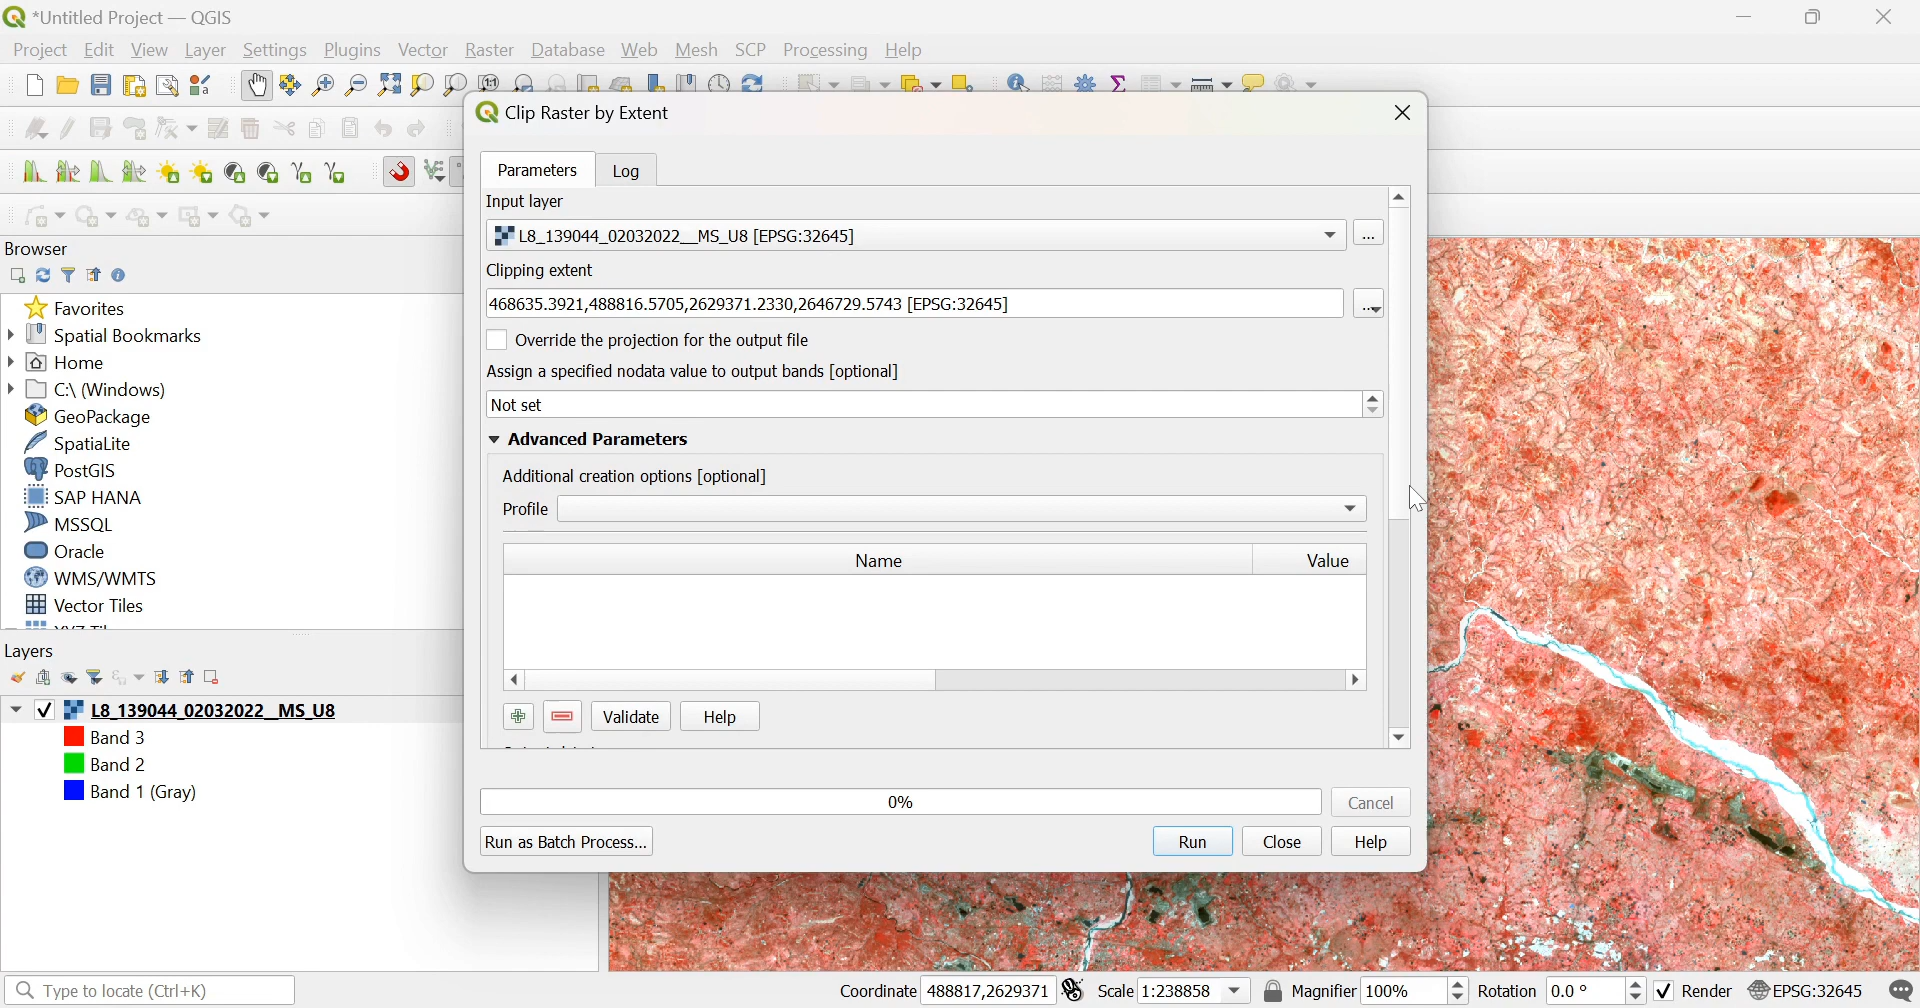 *Untitled Project — QGIS
Project Edit View Layer Settings Plugins Vector Raster Database Web Mesh SCP Processing Help
Clip Raster by Extent
Parameters
Log
Input layer
L8_139044_02032022__MS_U8 [EPSG:32645]
...
Clipping extent
468635.3921,488816.5705,2629371.2330,2646729.5743 [EPSG:32645]
Override the projection for the output file
Assign a specified nodata value to output bands [optional]
Not set
Advanced Parameters
Additional creation options [optional]
Profile
Name
Value
Validate
Help
0%
Cancel
Run as Batch Process...
Run
Close
Help
Browser
Favorites
Spatial Bookmarks
Home
C:\ (Windows)
GeoPackage
SpatiaLite
PostGIS
SAP HANA
MSSQL
Oracle
WMS/WMTS
Vector Tiles
Layers
L8_139044_02032022__MS_U8
Band 3
Band 2
Band 1 (Gray)
Type to locate (Ctrl+K)
Coordinate 488817,2629371
Scale 1:238858
Magnifier 100%
Rotation 0.0 °
Render
EPSG:32645